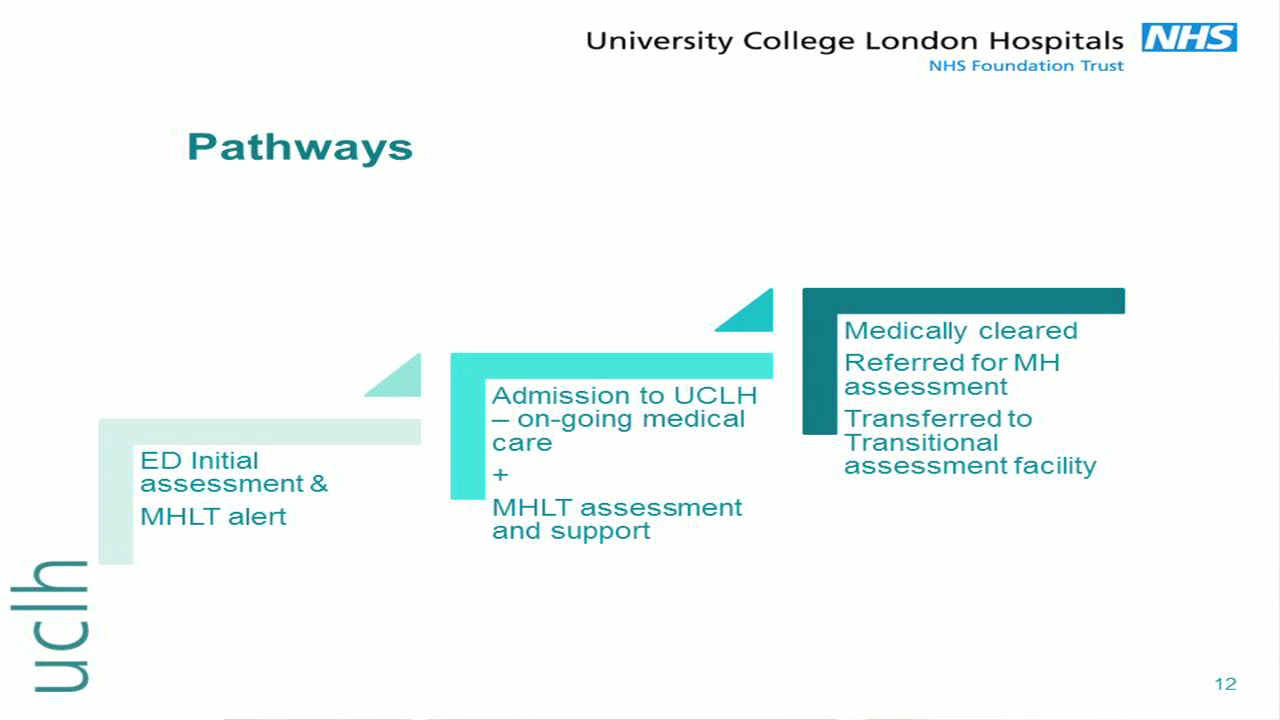 University College London Hospitals NHS
NHS Foundation Trust
Pathways
ED Initial
assessment &
MHLT alert
Admission to UCLH
– on-going medical
care
+
MHLT assessment
and support
Medically cleared
Referred for MH
assessment
Transferred to
Transitional
assessment facility
uclh
12